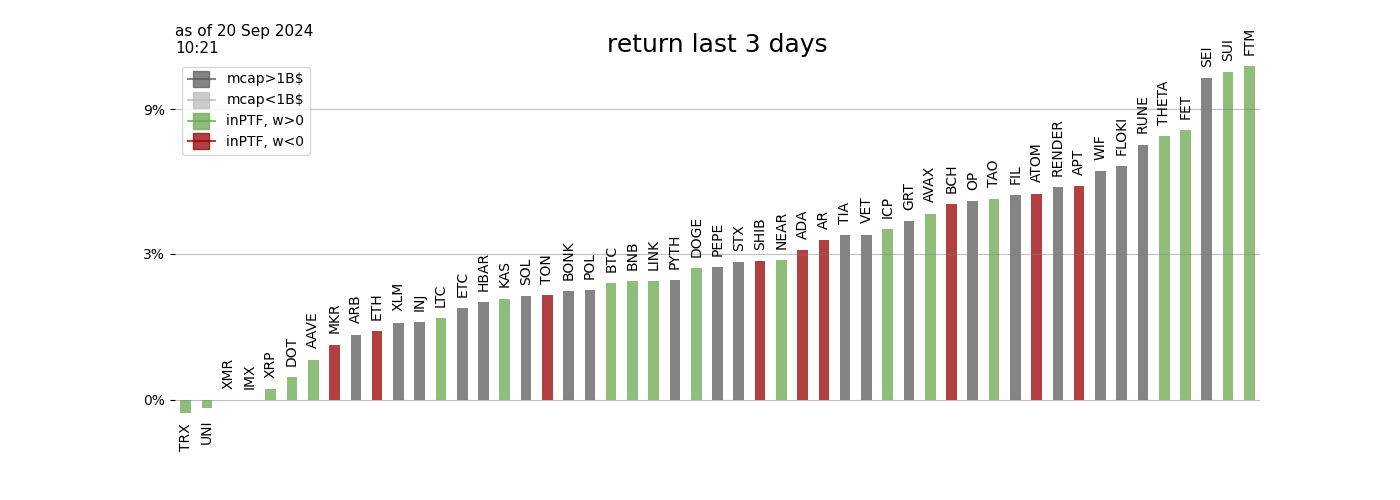 as of 20 Sep 2024
10:21
return last 3 days
mcap>1B$
mcap<1B$
inPTF, w>0
inPTF, w<0
9%
3%
0%
TRX
UNI
XMR
IMX
XRP
DOT
AAVE
MKR
ARB
ETH
XLM
INJ
LTC
ETC
HBAR
KAS
SOL
TON
BONK
POL
BTC
BNB
LINK
PYTH
DOGE
PEPE
STX
SHIB
NEAR
ADA
AR
TIA
VET
ICP
GRT
AVAX
BCH
OP
TAO
FIL
ATOM
RENDER
APT
WIF
FLOKI
RUNE
THETA
FET
SEI
SUI
FTM